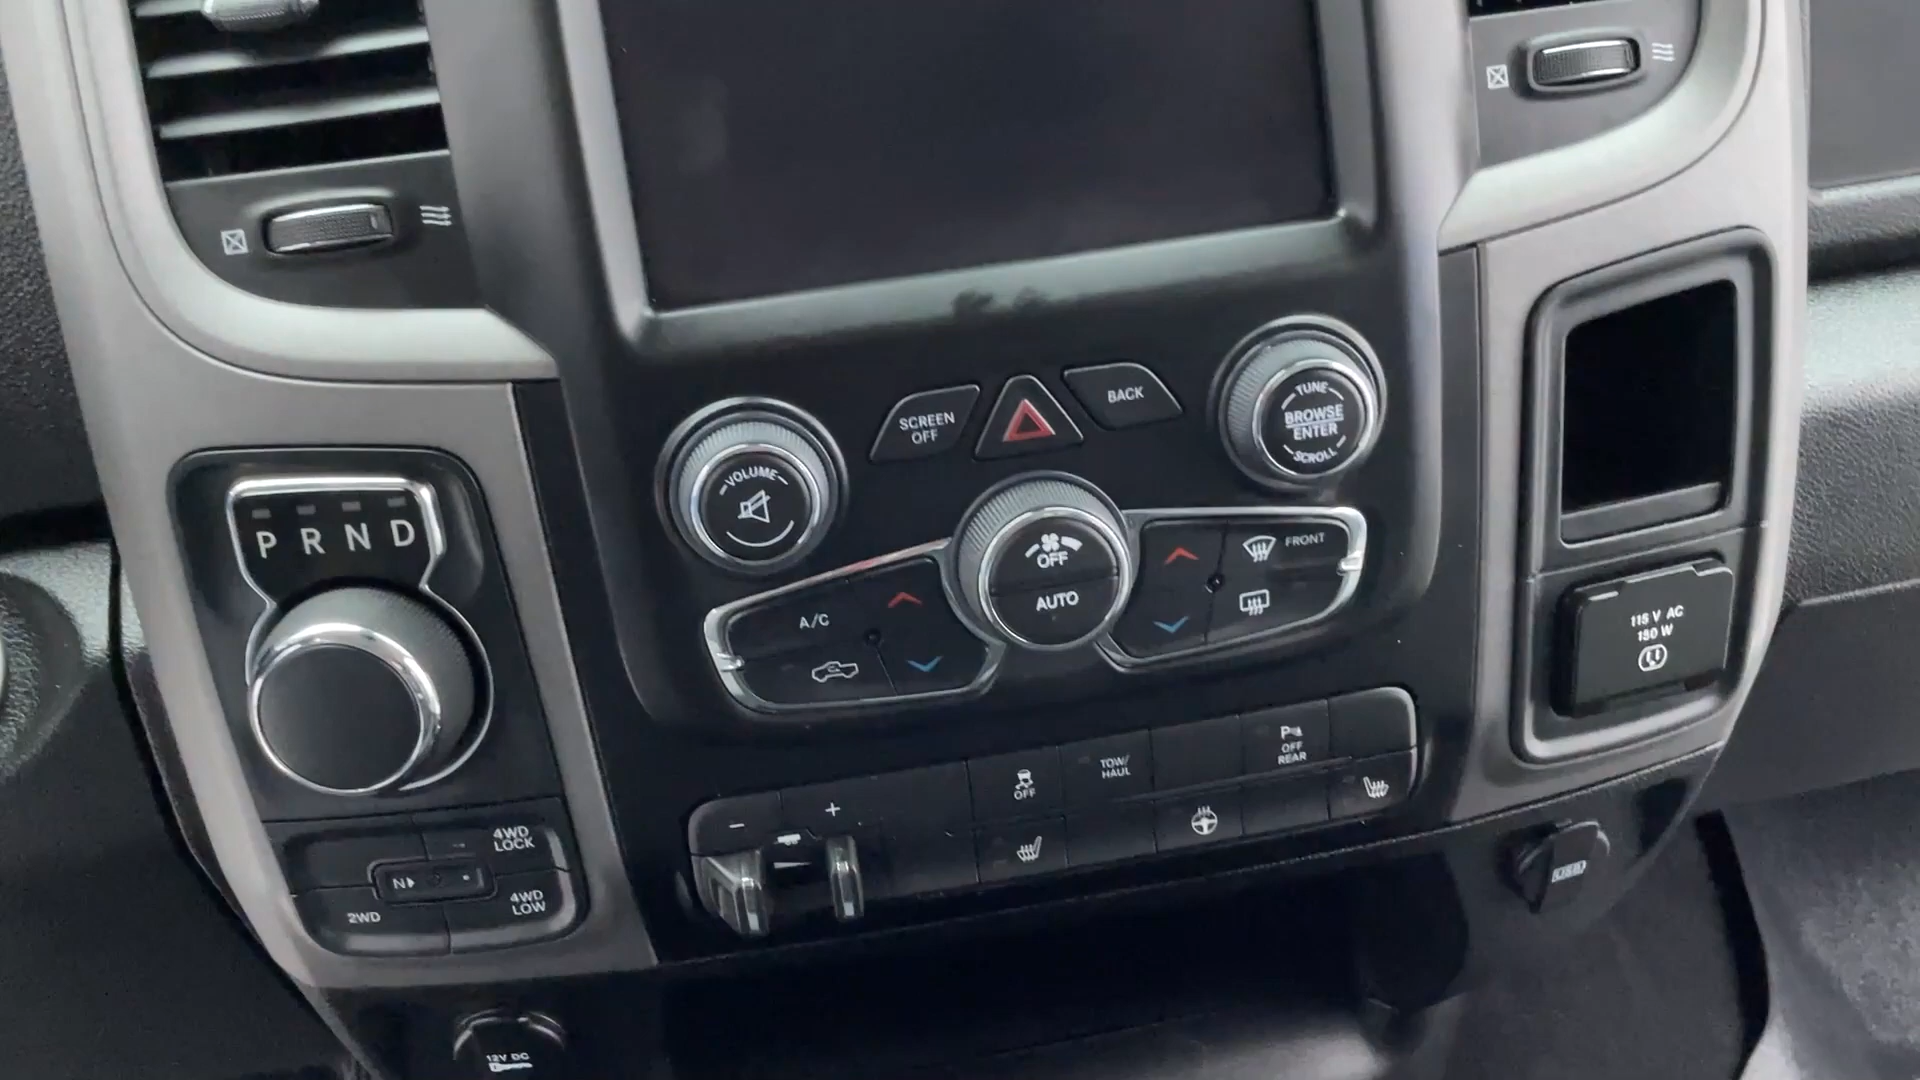 SCREEN
OFF
BACK
TUNE
BROWSE
ENTER
SCROLL
VOLUME
P R N D
OFF
AUTO
A/C
FRONT
115 V AC
150 W
TOW/
HAUL
P
OFF
REAR
OFF
- +
4WD
LOCK
N
4WD
LOW
2WD
USB
12V DC